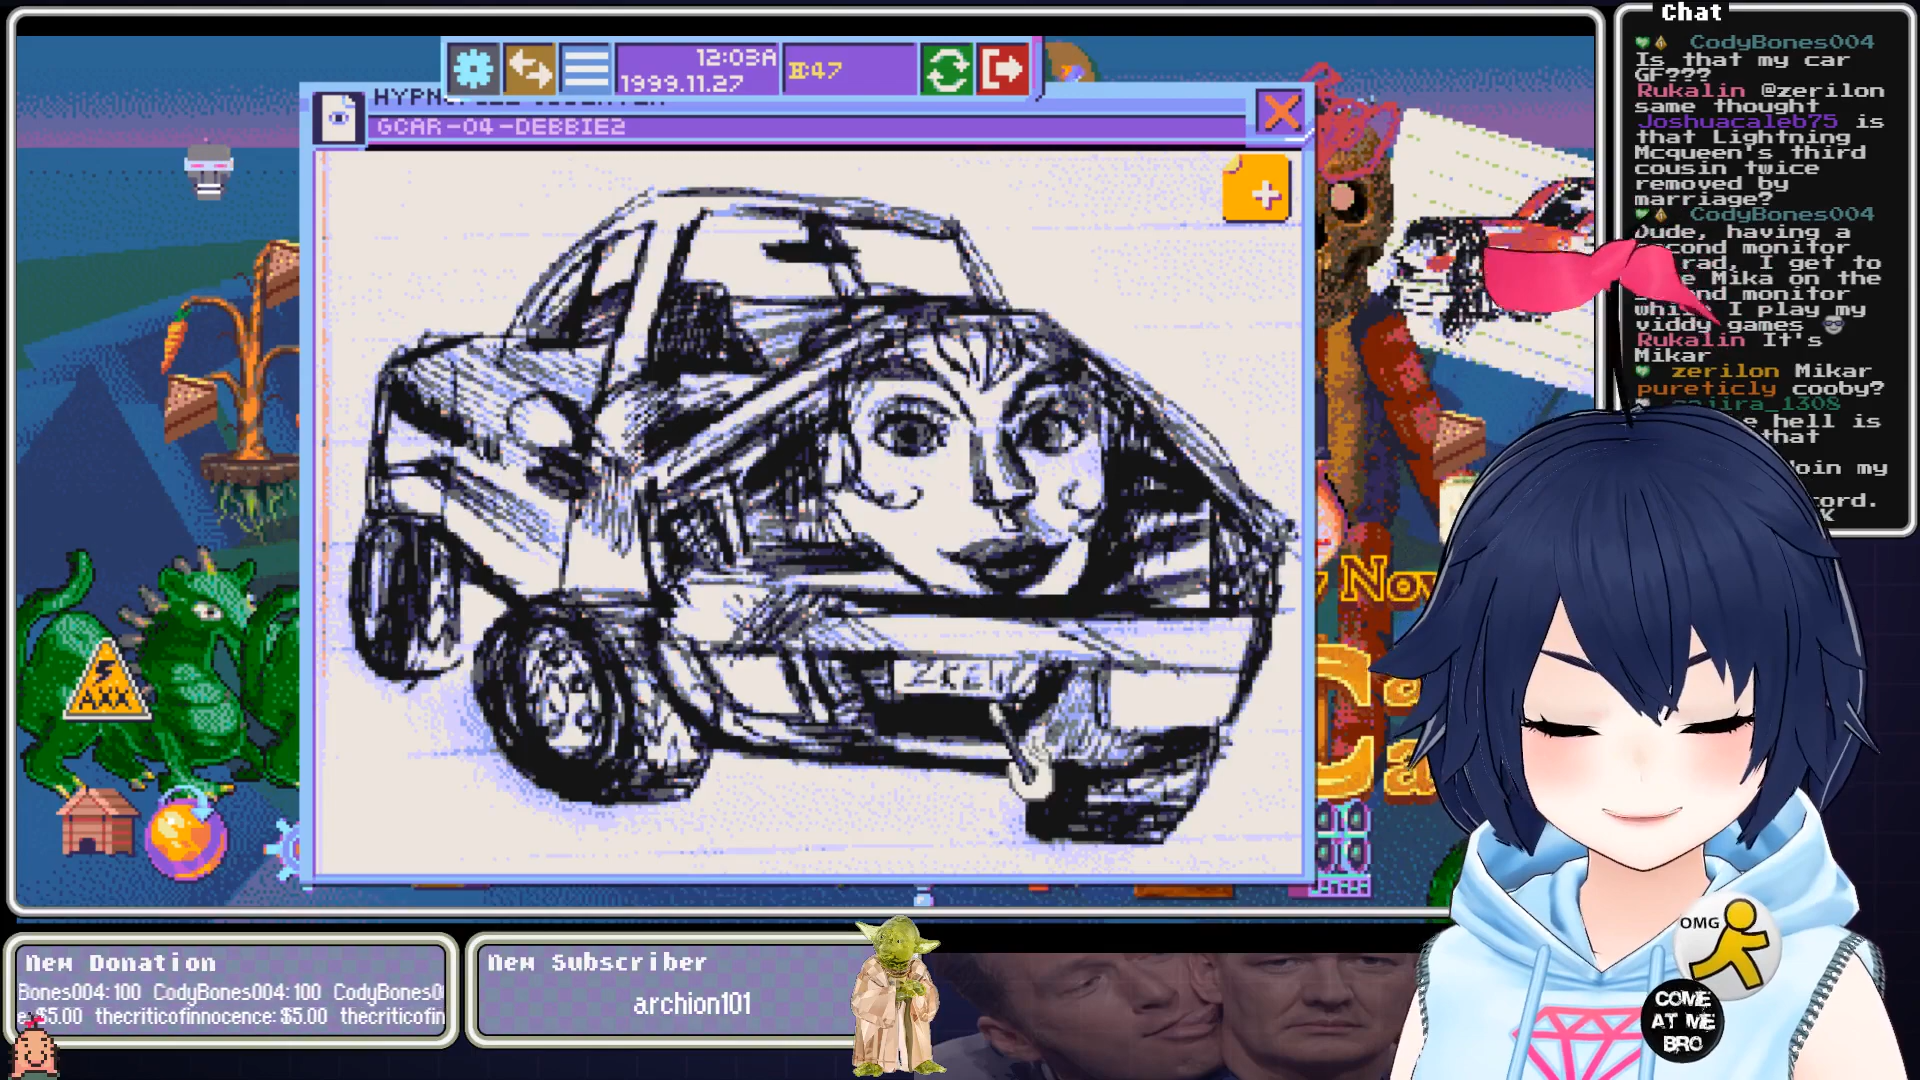 12:03A
1999.11.27
47
GCAR-04-DEBBIE2
AXX
Now
Chat
CodyBones004
Is that my car
GF???
Rukalin @zerilon
same thought
Joshuacaleb75 is
that Lightning
Mcqueen's third
cousin twice
removed by
marriage?
CodyBones004
Dude, having a
second monitor
rad, I get to
Mika on the
monitor
I play my
viddy games
Rukalin It's
Mikar
zerilon Mikar
pureticly cooby?
hell is
that
my
New Donation
Bones004: 100 CodyBones004: 100 CodyBones0
e: $5.00 thecriticofinnocence: $5.00 thecriticofin
New Subscriber
archion101
OMG
COME
AT ME
BRO